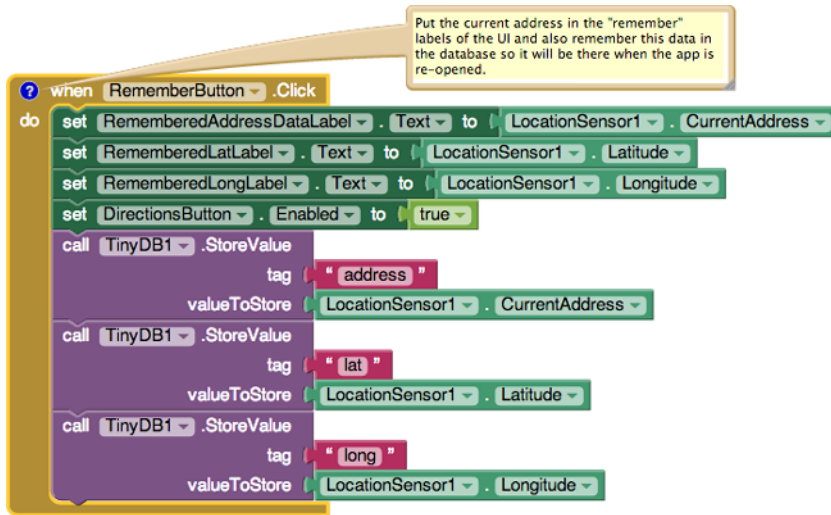 Put the current address in the "remember"
labels of the UI and also remember this data in
the database so it will be there when the app is
re-opened.
? when RememberButton .Click
do set RememberedAddressDataLabel . Text to LocationSensor1 . CurrentAddress
set RememberedLatLabel . Text to LocationSensor1 . Latitude
set RememberedLongLabel . Text to LocationSensor1 . Longitude
set DirectionsButton . Enabled to true
call TinyDB1 .StoreValue
tag " address "
valueToStore LocationSensor1 . CurrentAddress
call TinyDB1 .StoreValue
tag " lat "
valueToStore LocationSensor1 . Latitude
call TinyDB1 .StoreValue
tag " long "
valueToStore LocationSensor1 . Longitude